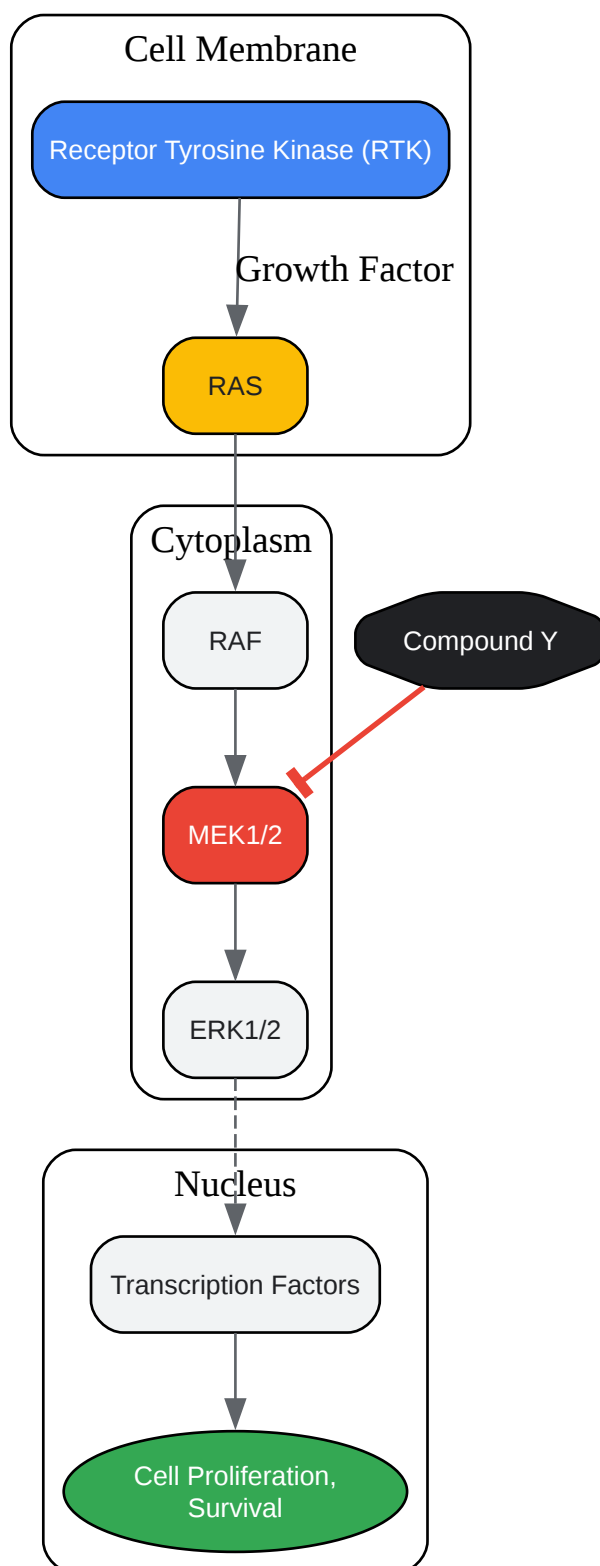 Cell Membrane
Receptor Tyrosine Kinase (RTK)
Growth Factor
RAS
Cytoplasm
RAF
Compound Y
MEK1/2
ERK1/2
Nucleus
Transcription Factors
Cell Proliferation,
Survival